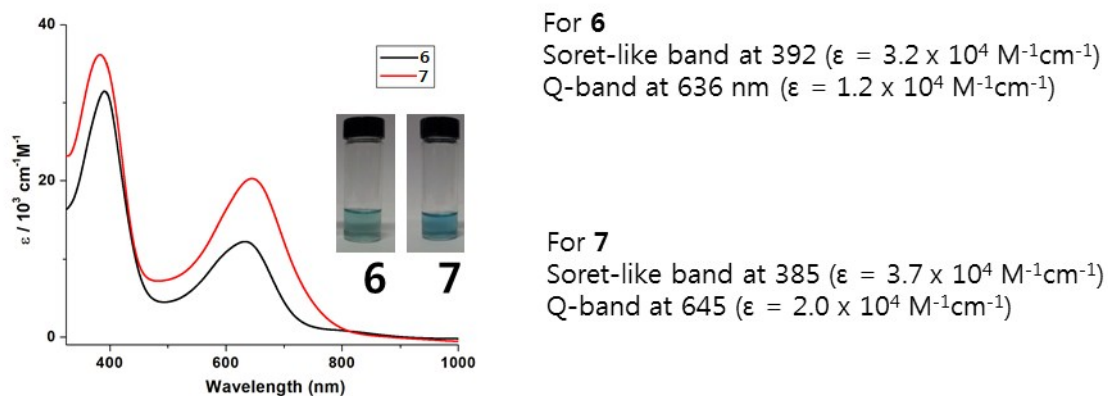 40
20
0
ε / 10³ cm⁻¹M⁻¹
400
600
800
1000
Wavelength (nm)
6
7
6
7
For 6
Soret-like band at 392 (ε = 3.2 x 10⁴ M⁻¹cm⁻¹)
Q-band at 636 nm (ε = 1.2 x 10⁴ M⁻¹cm⁻¹)
For 7
Soret-like band at 385 (ε = 3.7 x 10⁴ M⁻¹cm⁻¹)
Q-band at 645 (ε = 2.0 x 10⁴ M⁻¹cm⁻¹)